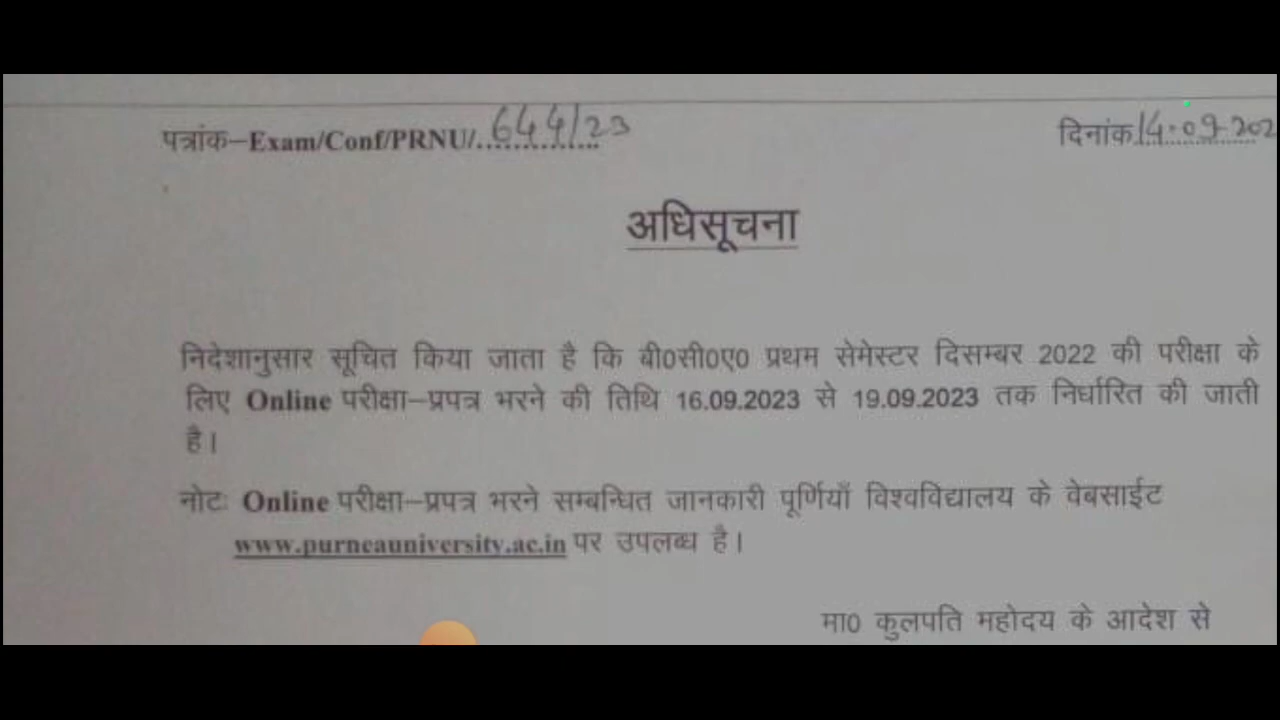 पत्रांक–Exam/Conf/PRNU/..644/23
दिनांक 14.09.202
अधिसूचना
निदेशानुसार सूचित किया जाता है कि बी0सी0ए0 प्रथम सेमेस्टर दिसम्बर 2022 की परीक्षा के
लिए Online परीक्षा–प्रपत्र भरने की तिथि 16.09.2023 से 19.09.2023 तक निर्धारित की जाती
है।
नोटः Online परीक्षा–प्रपत्र भरने सम्बन्धित जानकारी पूर्णियाँ विश्वविद्यालय के वेबसाईट
www.purneauniversity.ac.in पर उपलब्ध है।
मा0 कुलपति महोदय के आदेश से